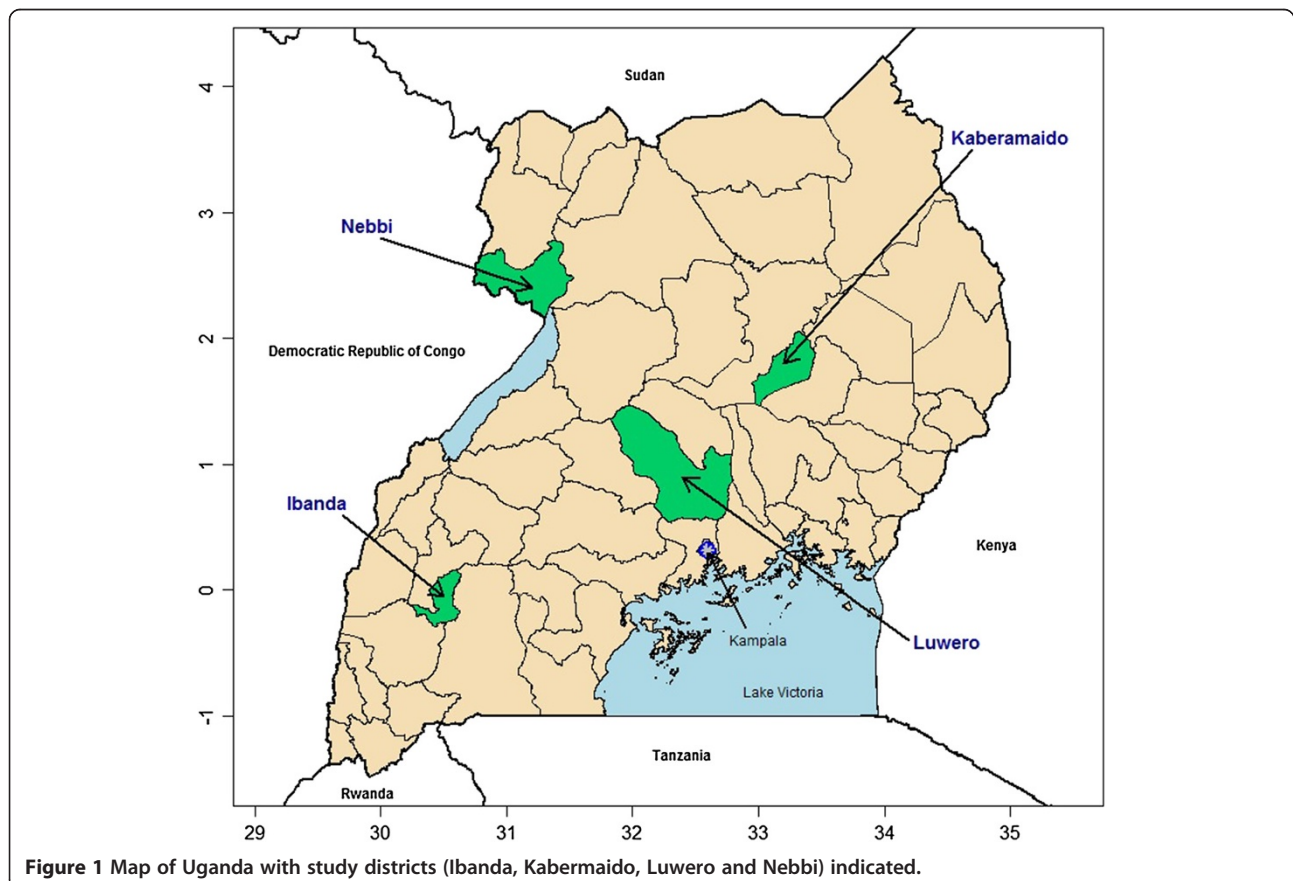 Sudan
Kaberamaido
Nebbi
Democratic Republic of Congo
Ibanda
Kenya
Kampala
Luwero
Lake Victoria
Tanzania
Rwanda
4
3
2
1
0
-1
29 30 31 32 33 34 35
Figure 1 Map of Uganda with study districts (Ibanda, Kabermaido, Luwero and Nebbi) indicated.